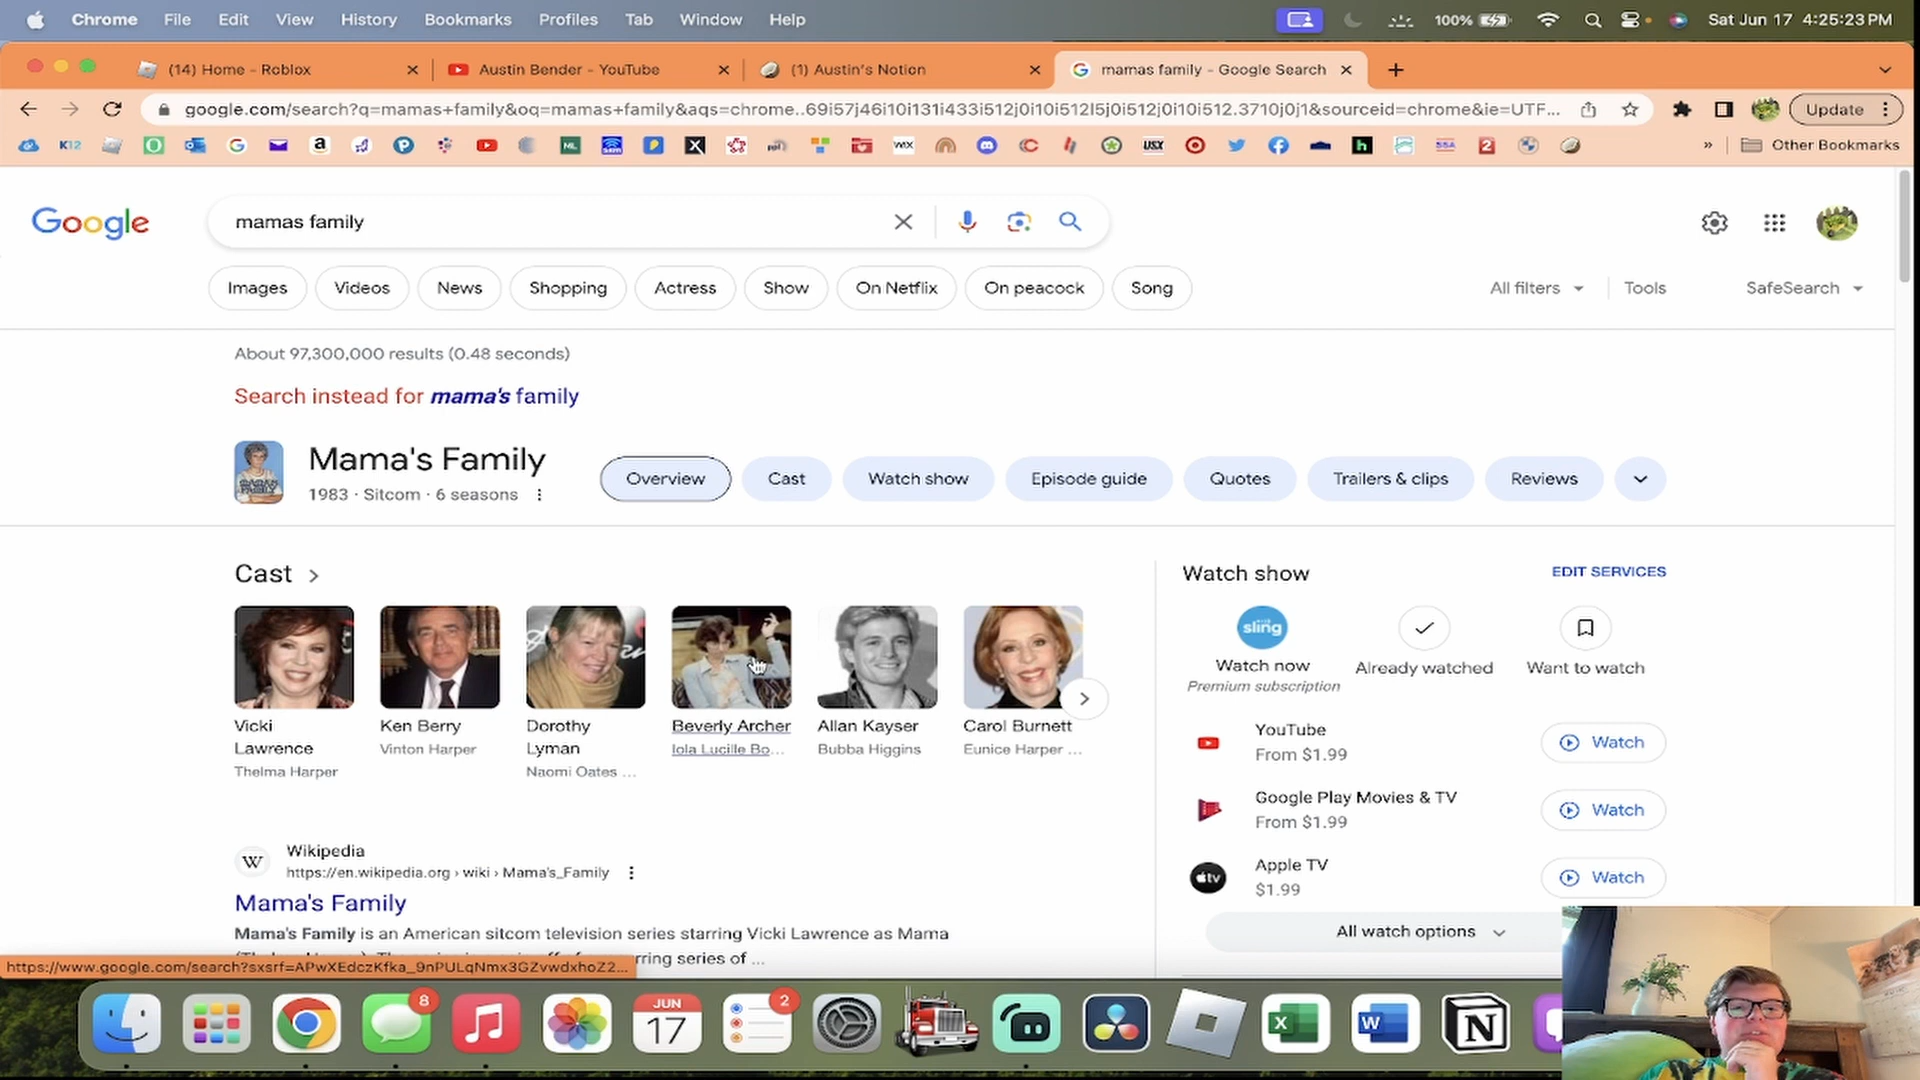 Chrome File Edit View History Bookmarks Profiles Tab Window Help 100% Sat Jun 17 4:25:23 PM
(14) Home - Roblox Austin Bender - YouTube (1) Austin's Notion mamas family - Google Search
google.com/search?q=mamas+family&oq=mamas+family&aqs=chrome..69i57j46i10i131i433i512j0i10i512l5j0i512j0i10i512.3710j0j1&sourceid=chrome&ie=UTF... Update
K12 NL WIX USX SSA 2 » Other Bookmarks
Google mamas family
Images Videos News Shopping Actress Show On Netflix On peacock Song All filters Tools SafeSearch
About 97,300,000 results (0.48 seconds)
Search instead for mama's family
Mama's Family
1983 · Sitcom · 6 seasons
Overview Cast Watch show Episode guide Quotes Trailers & clips Reviews
Cast
Vicki Lawrence
Thelma Harper
Ken Berry
Vinton Harper
Dorothy Lyman
Naomi Oates ...
Beverly Archer
Iola Lucille Bo...
Allan Kayser
Bubba Higgins
Carol Burnett
Eunice Harper ...
Watch show EDIT SERVICES
sling
Watch now
Premium subscription
Already watched
Want to watch
YouTube
From $1.99
Watch
Google Play Movies & TV
From $1.99
Watch
tv
Apple TV
$1.99
Watch
All watch options
W
Wikipedia
https://en.wikipedia.org › wiki › Mama's_Family
Mama's Family
Mama's Family is an American sitcom television series starring Vicki Lawrence as Mama
https://www.google.com/search?sxsrf=APwXEdczKfka_9nPULqNmx3GZvwdxhoZ2...
8 JUN 17 2 X W N